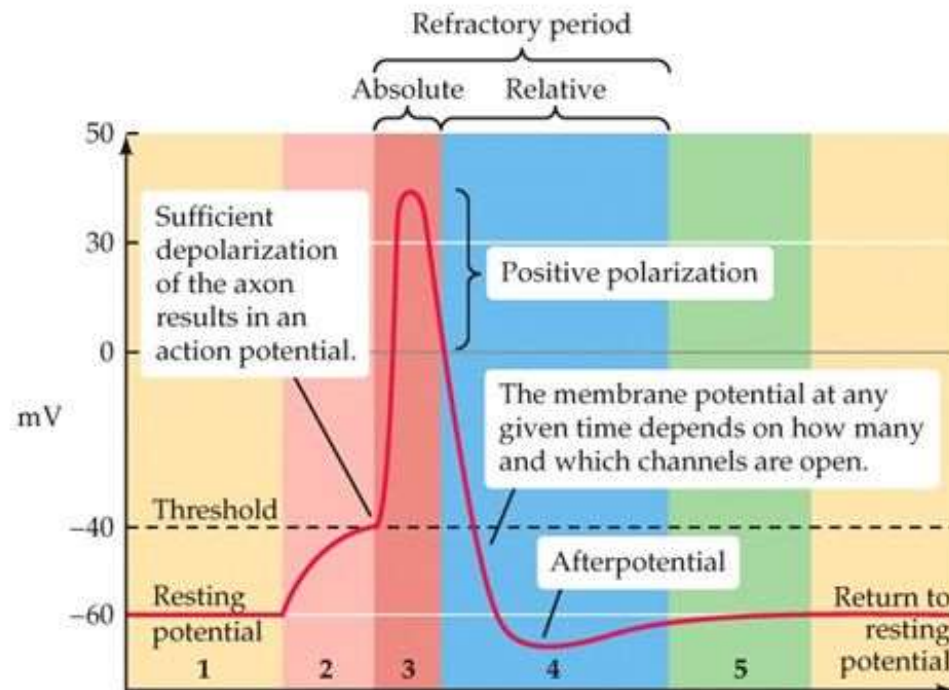 Refractory period
Absolute Relative
50
Sufficient
depolarization
of the axon
results in an
action potential.
30
Positive polarization
0
mV
The membrane potential at any
given time depends on how many
and which channels are open.
Threshold
−40
Afterpotential
−60
Resting
potential
Return to
resting
potential
1 2 3 4 5